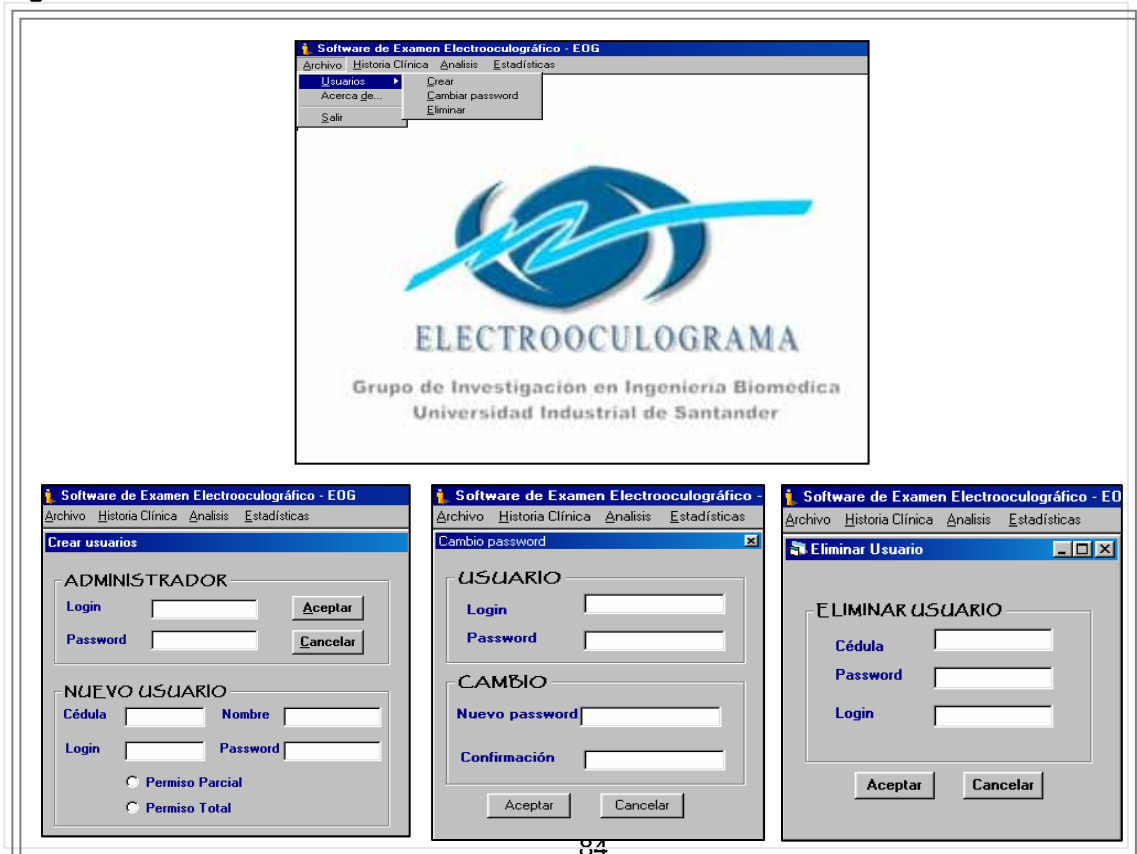 Software de Examen Electrooculográfico - EOG
Archivo Historia Clínica Analisis Estadísticas
Usuarios
Acerca de...
Salir
Crear
Cambiar password
Eliminar
ELECTROOCULOGRAMA
Grupo de Investigación en Ingeniería Biomédica
Universidad Industrial de Santander
Software de Examen Electrooculográfico - EOG
Archivo Historia Clínica Analisis Estadísticas
Crear usuarios
ADMINISTRADOR
Login Aceptar
Password Cancelar
NUEVO USUARIO
Cédula Nombre
Login Password
Permiso Parcial
Permiso Total
Software de Examen Electrooculográfico -
Archivo Historia Clínica Analisis Estadísticas
Cambio password
USUARIO
Login
Password
CAMBIO
Nuevo password
Confirmación
Aceptar Cancelar
Software de Examen Electrooculográfico - EO
Archivo Historia Clínica Analisis Estadísticas
Eliminar Usuario
ELIMINAR USUARIO
Cédula
Password
Login
Aceptar Cancelar
84